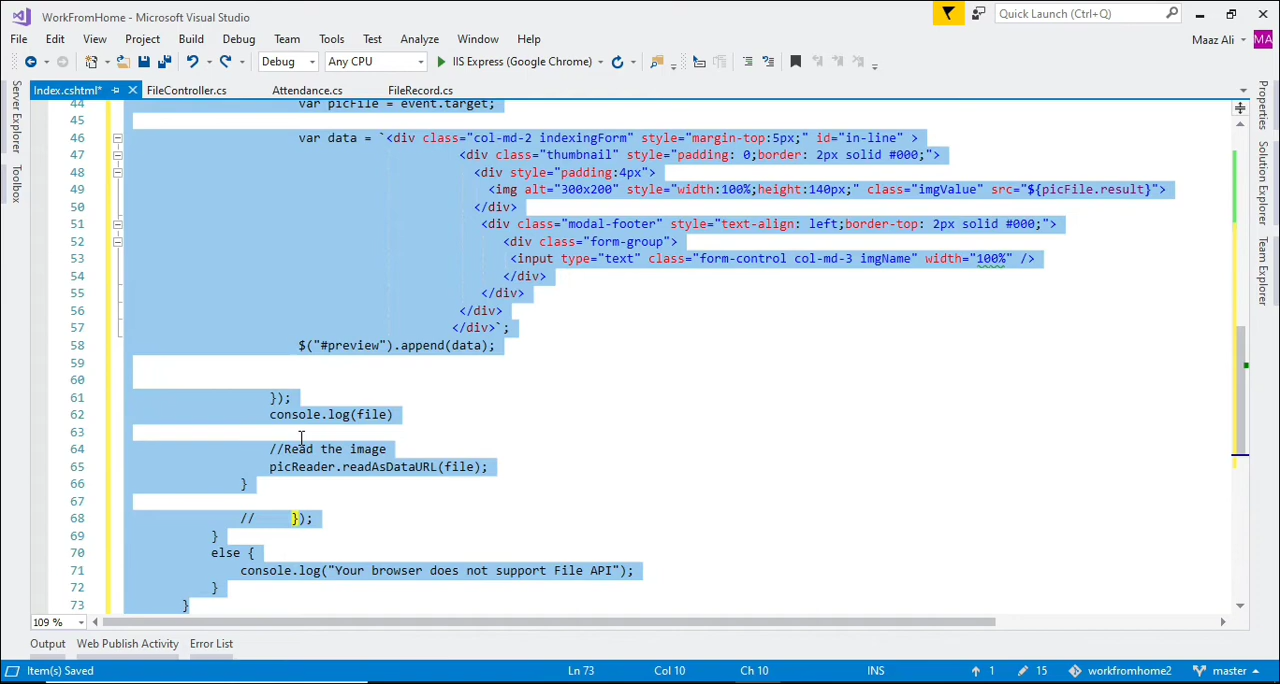 WorkFromHome - Microsoft Visual Studio
Quick Launch (Ctrl+Q)
File Edit View Project Build Debug Team Tools Test Analyze Window Help
Maaz Ali MA
Debug Any CPU IIS Express (Google Chrome)
Index.cshtml* FileController.cs Attendance.cs FileRecord.cs
Server Explorer
Toolbox
Properties
Solution Explorer
Team Explorer
44 var picFile = event.target;
45
46 var data = `<div class="col-md-2 indexingForm" style="margin-top:5px;" id="in-line" >
47 <div class="thumbnail" style="padding: 0;border: 2px solid #000;">
48 <div style="padding:4px">
49 <img alt="300x200" style="width:100%;height:140px;" class="imgValue" src="${picFile.result}">
50 </div>
51 <div class="modal-footer" style="text-align: left;border-top: 2px solid #000;">
52 <div class="form-group">
53 <input type="text" class="form-control col-md-3 imgName" width="100%" />
54 </div>
55 </div>
56 </div>
57 </div>`;
58 $("#preview").append(data);
59
60
61 });
62 console.log(file)
63
64 //Read the image
65 picReader.readAsDataURL(file);
66 }
67
68 // });
69 }
70 else {
71 console.log("Your browser does not support File API");
72 }
73 }
109 %
Output Web Publish Activity Error List
Item(s) Saved Ln 73 Col 10 Ch 10 INS 1 15 workfromhome2 master